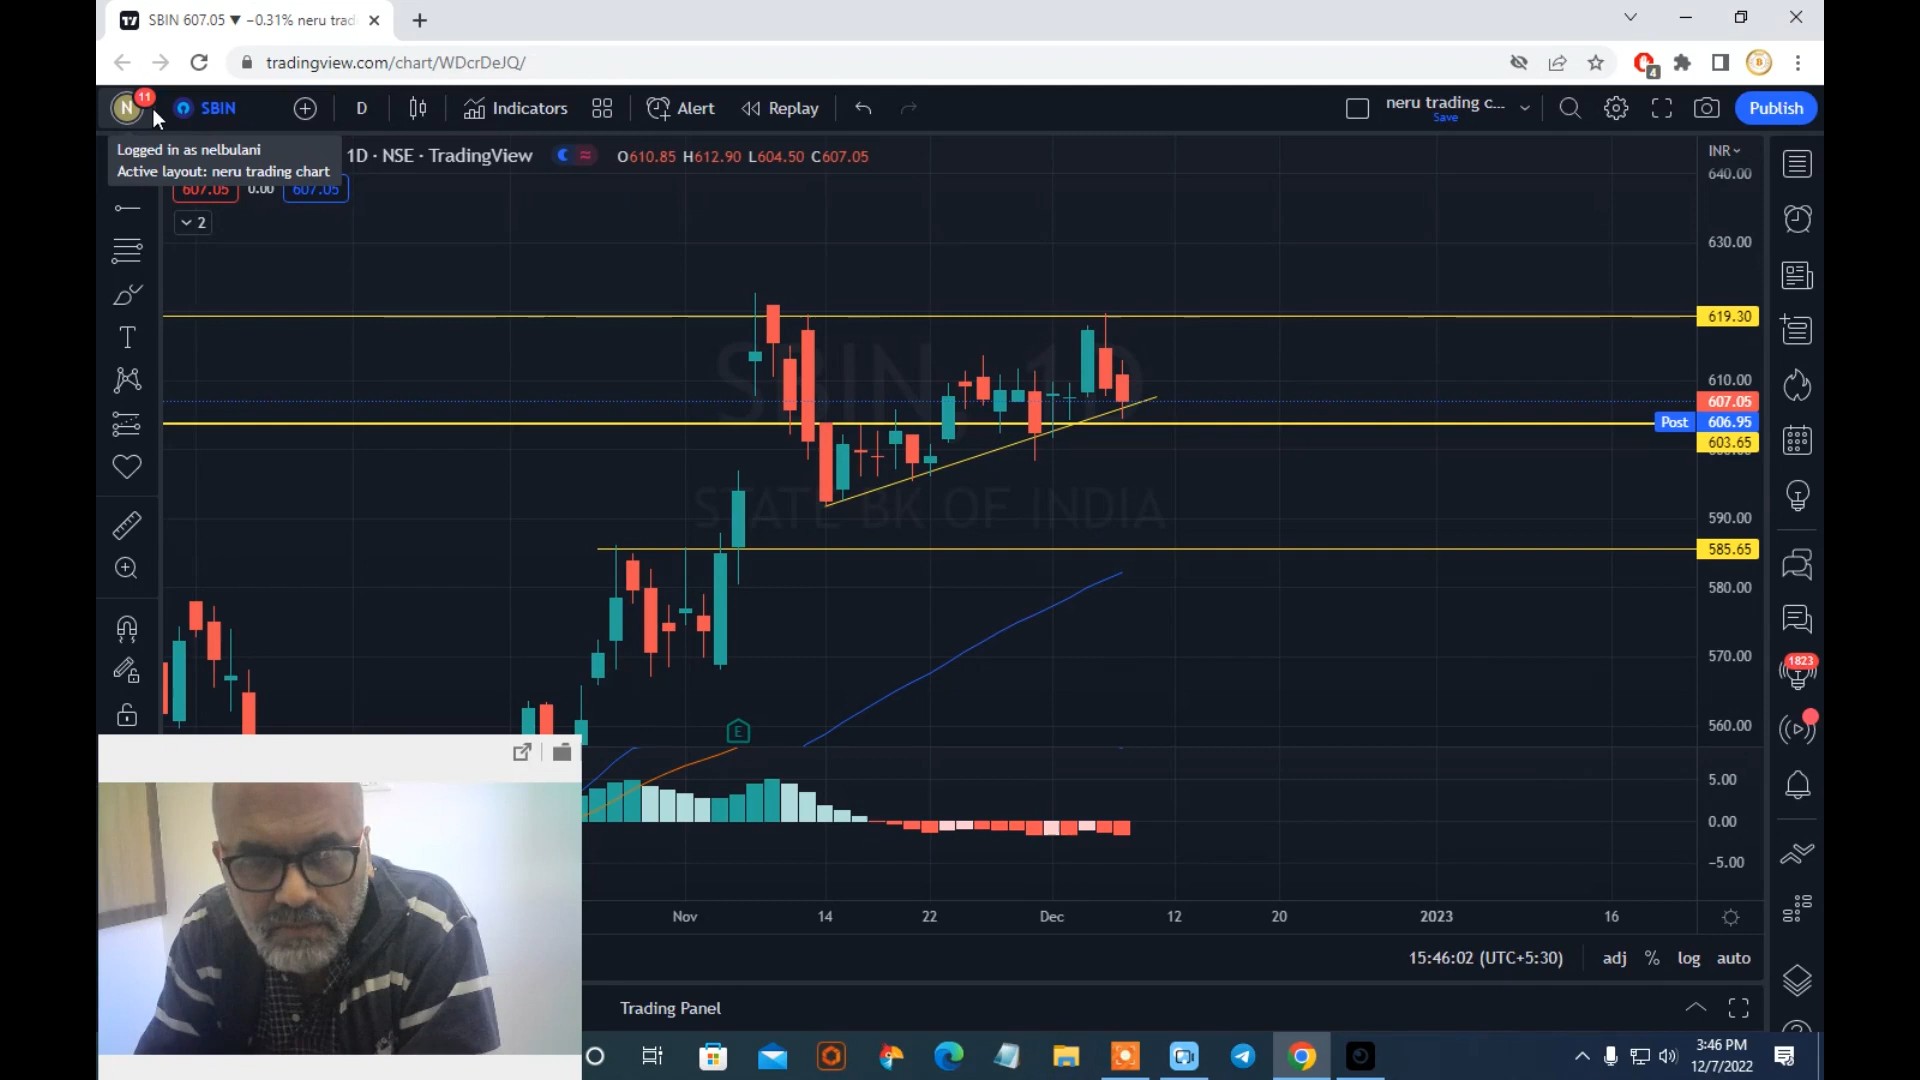 SBIN 607.05 ▼ −0.31% neru trad
tradingview.com/chart/WDcrDeJQ/
4
N
11
SBIN
D
Indicators
Alert
Replay
neru trading c...
Save
Publish
Logged in as nelbulani
Active layout: neru trading chart
1D · NSE · TradingView
O610.85 H612.90 L604.50 C607.05
607.05
0.00
607.05
2
INR
640.00
630.00
619.30
610.00
607.05
Post 606.95
603.65
590.00
585.65
580.00
570.00
560.00
5.00
0.00
−5.00
SBIN, 1D
STATE BK OF INDIA
E
1823
Nov 14 22 Dec 12 20 2023 16
15:46:02 (UTC+5:30)
adj % log auto
Trading Panel
3:46 PM
12/7/2022